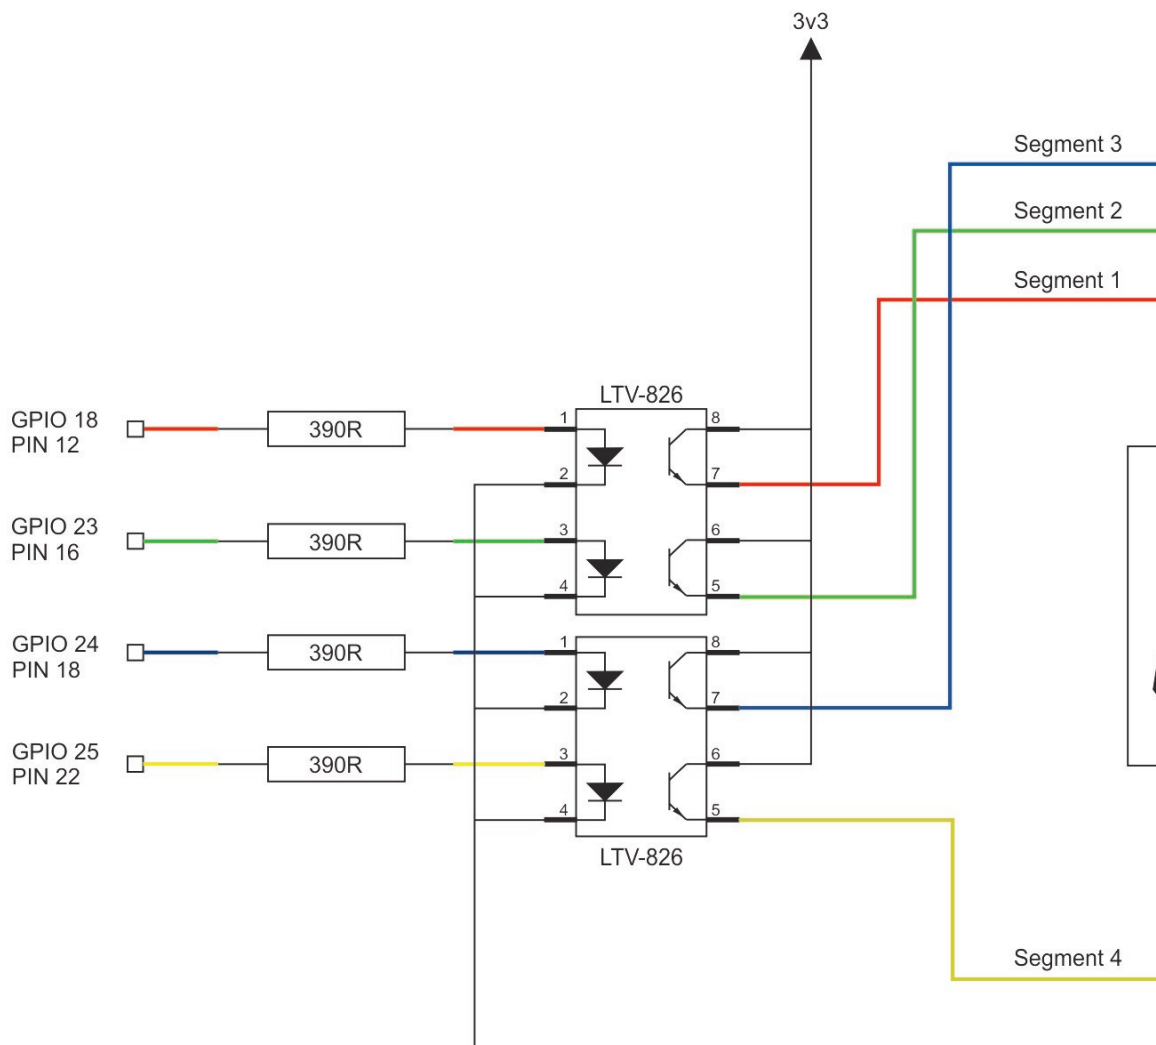 3v3
Segment 3
Segment 2
Segment 1
LTV-826
GPIO 18
PIN 12
390R
1
8
2
7
GPIO 23
PIN 16
390R
3
6
4
5
GPIO 24
PIN 18
390R
1
8
2
7
GPIO 25
PIN 22
390R
3
6
4
5
LTV-826
Segment 4